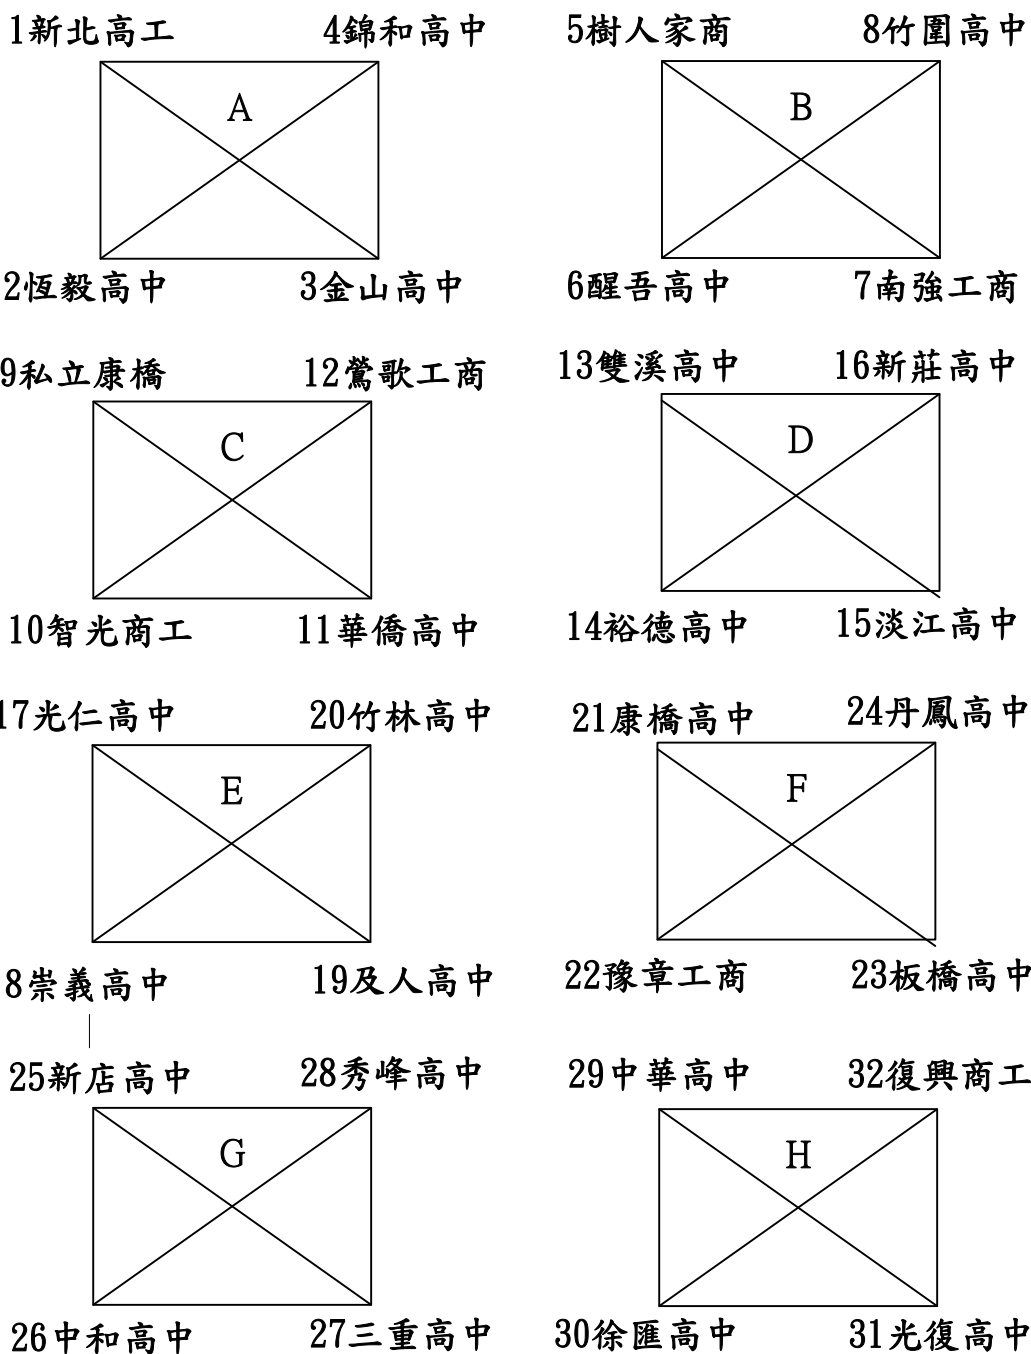 1新北高工 4錦和高中 5樹人家商 8竹圍高中
A B
2恆毅高中 3金山高中 6醒吾高中 7南強工商
9私立康橋 12鶯歌工商 13雙溪高中 16新莊高中
C D
10智光商工 11華僑高中 14裕德高中 15淡江高中
17光仁高中 20竹林高中 21康橋高中 24丹鳳高中
E F
8崇義高中 19及人高中 22豫章工商 23板橋高中
25新店高中 28秀峰高中 29中華高中 32復興商工
G H
26中和高中 27三重高中 30徐匯高中 31光復高中